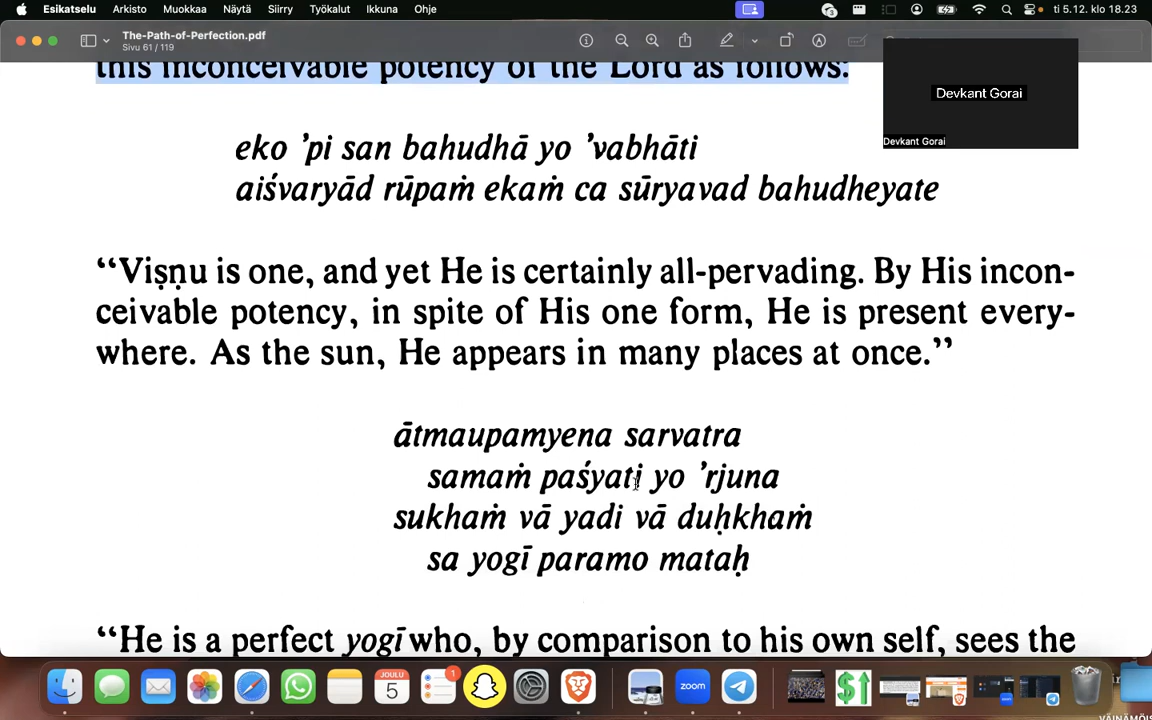 Esikatselu Arkisto Muokkaa Näytä Siirry Työkalut Ikkuna Ohje ti 5.12. klo 18.23
The-Path-of-Perfection.pdf
Sivu 61 / 119
this inconceivable potency of the Lord as follows:
Devkant Gorai
Devkant Gorai
eko ’pi san bahudhā yo ’vabhāti
aiśvaryād rūpaṁ ekaṁ ca sūryavad bahudheyate
“Viṣṇu is one, and yet He is certainly all-pervading. By His incon-
ceivable potency, in spite of His one form, He is present every-
where. As the sun, He appears in many places at once.”
ātmaupamyena sarvatra
samaṁ paśyati yo ’rjuna
sukhaṁ vā yadi vā duḥkhaṁ
sa yogī paramo mataḥ
“He is a perfect yogī who, by comparison to his own self, sees the
JOULU
5
1
zoom